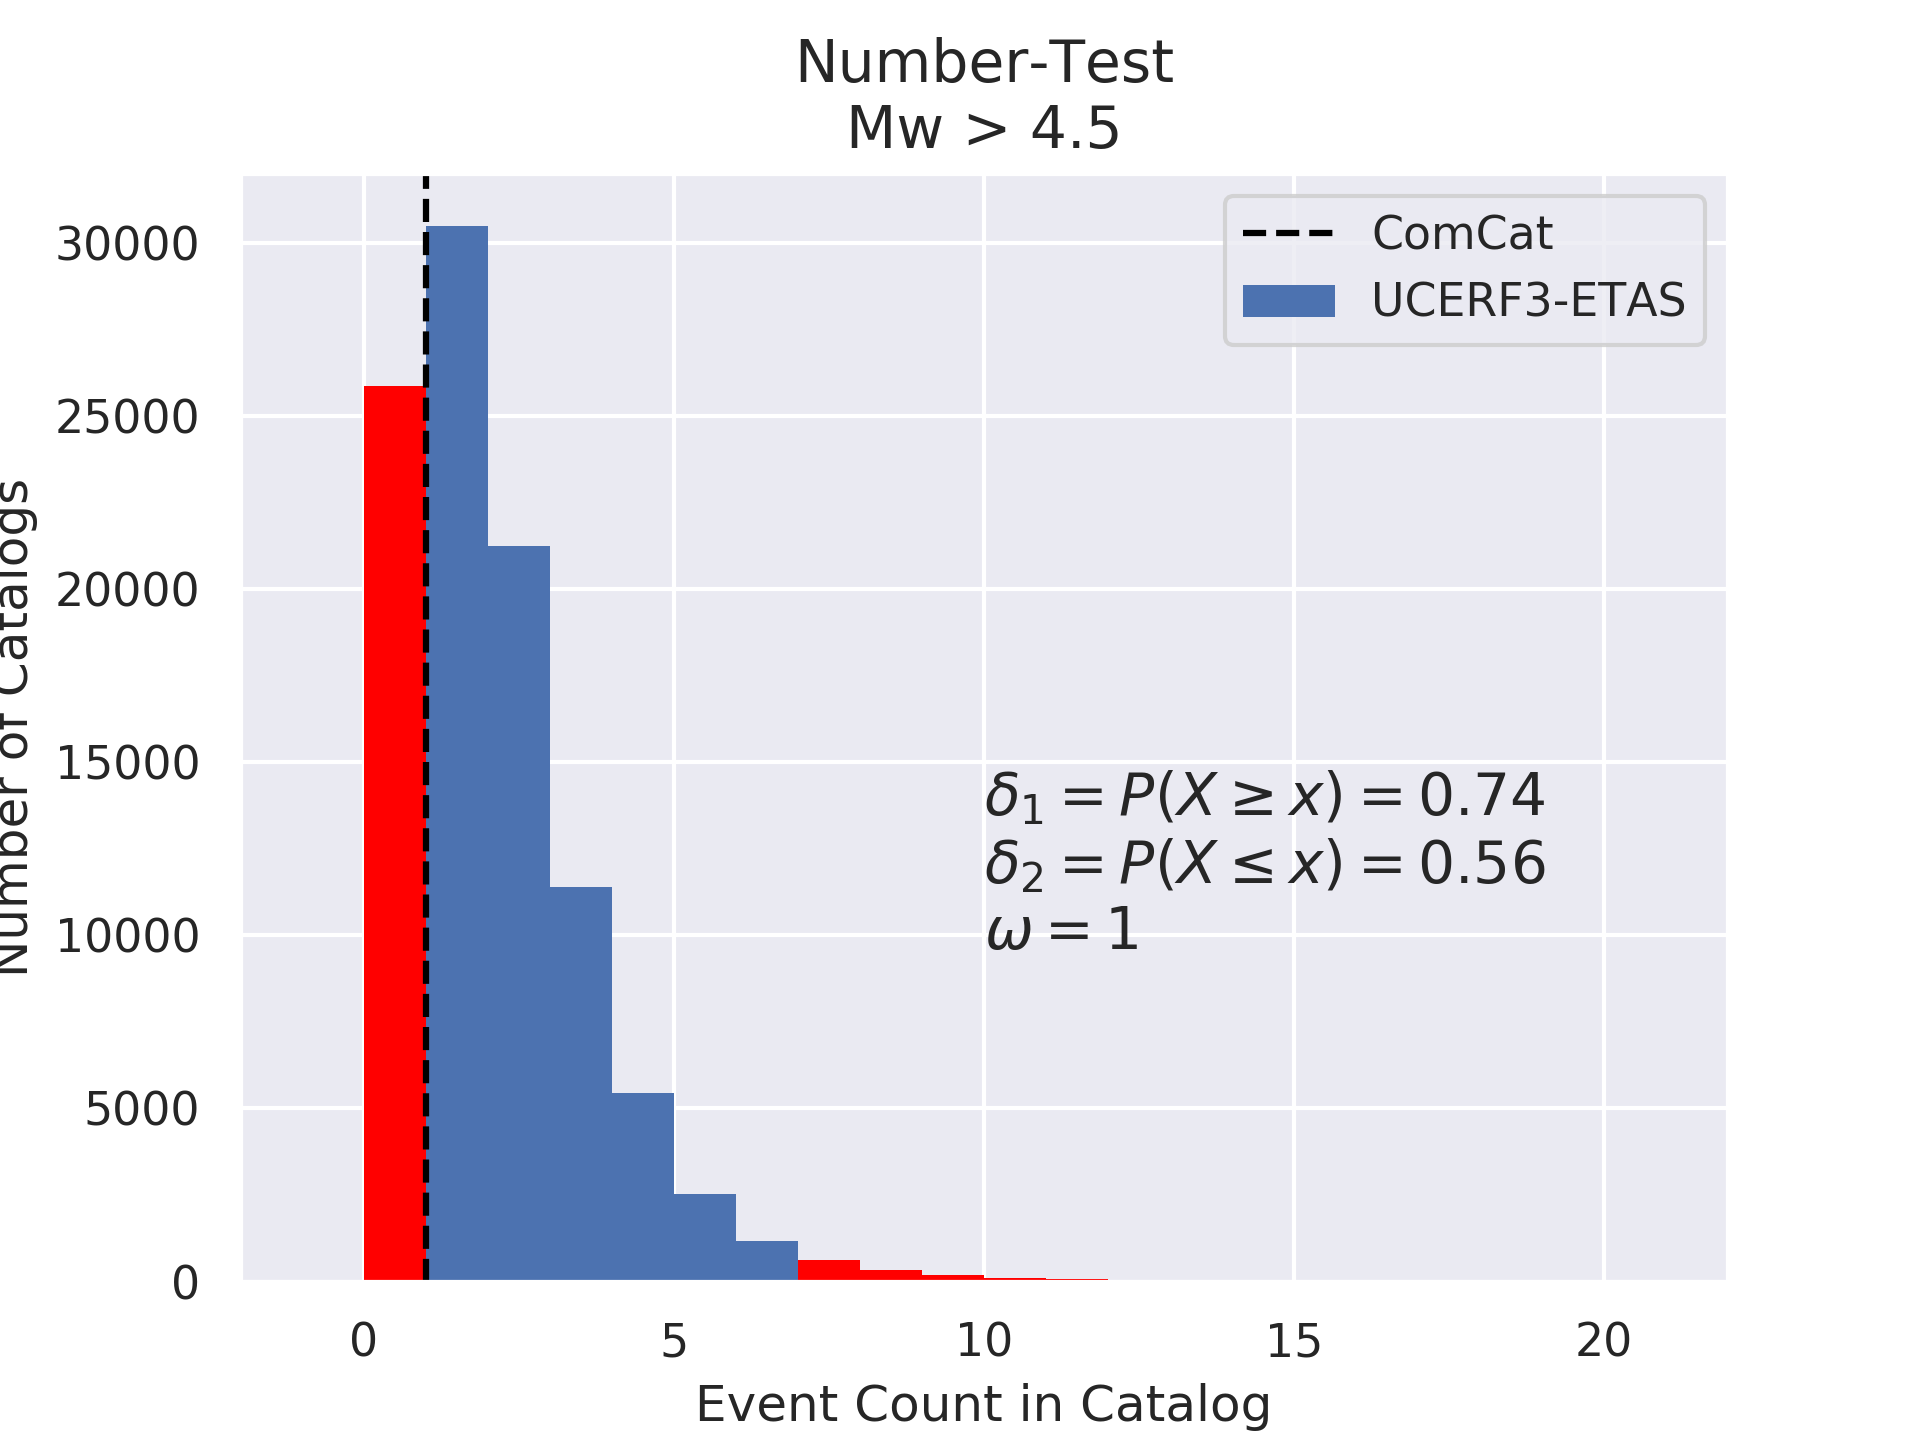 Number-Test
Mw > 4.5
ComCat
UCERF3-ETAS
30000
25000
20000
15000
10000
5000
0
Number of Catalogs
δ₁ = P(X ≥ x) = 0.74
δ₂ = P(X ≤ x) = 0.56
ω = 1
0 5 10 15 20
Event Count in Catalog